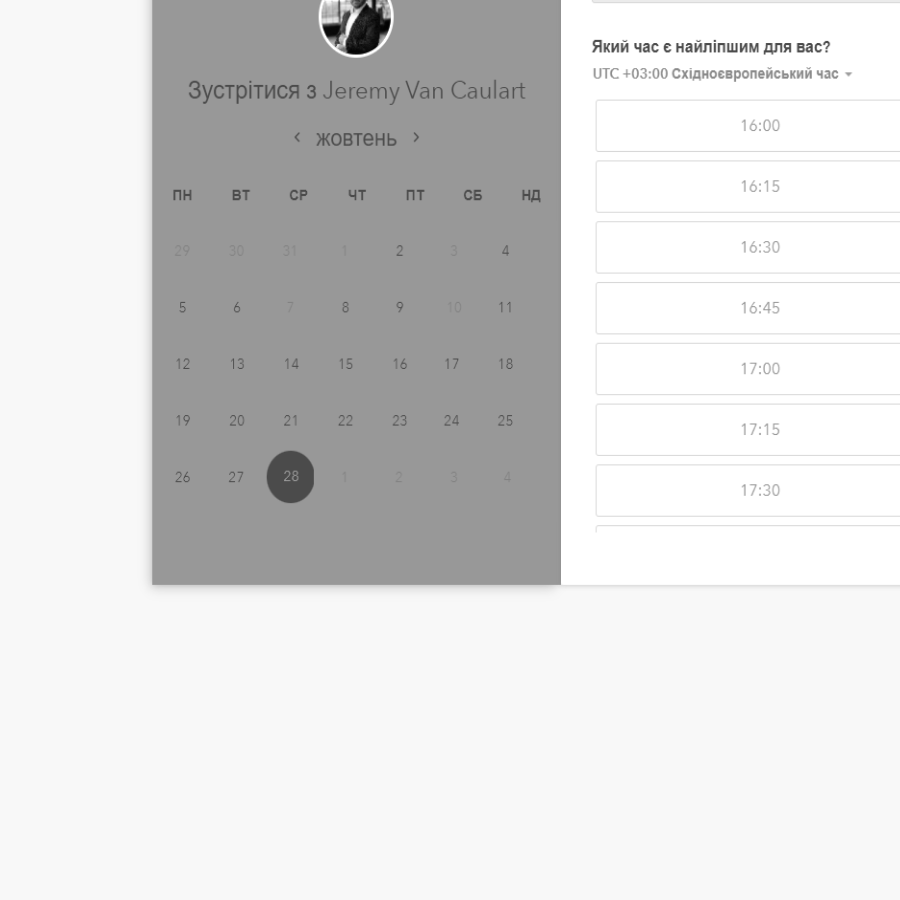 Зустрітися з Jeremy Van Caulart
жовтень
ПН ВТ СР ЧТ ПТ СБ НД
29 30 31 1 2 3 4
5 6 7 8 9 10 11
12 13 14 15 16 17 18
19 20 21 22 23 24 25
26 27 28 1 2 3 4
Який час є найліпшим для вас?
UTC +03:00 Східноєвропейський час
16:00
16:15
16:30
16:45
17:00
17:15
17:30